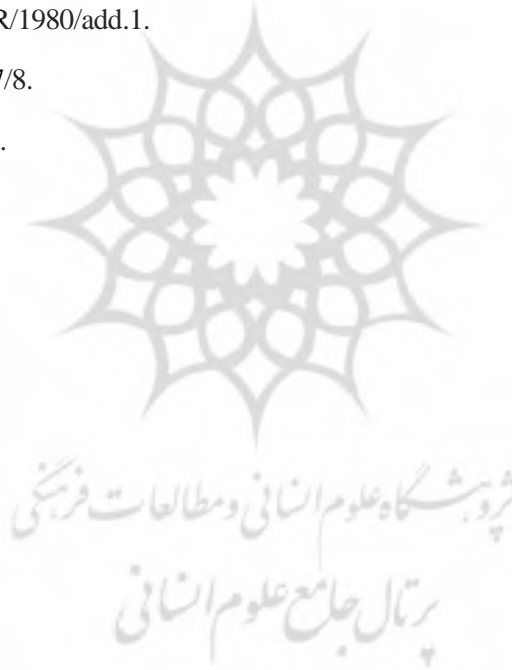 R/1980/add.1.
7/8.
.
پژوهشگاه علوم انسانی و مطالعات فرهنگی
پرتال جامع علوم انسانی